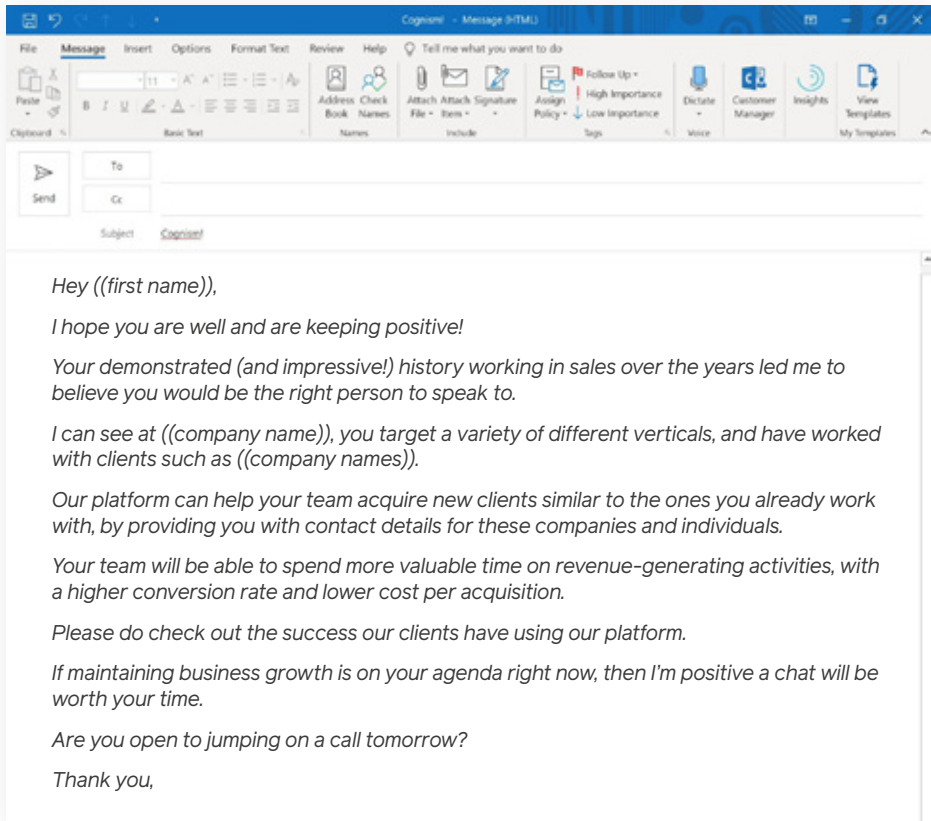 Cognism! - Message (HTML)
File Message Insert Options Format Text Review Help Tell me what you want to do
Paste
Clipboard
11
B I U
Basic Text
Address Book
Check Names
Names
Attach File
Attach Item
Signature
Include
Assign Policy
Follow Up
High Importance
Low Importance
Tags
Dictate
Voice
Customer Manager
Insights
View Templates
My Templates
Send
To
Cc
Subject Cognism!
Hey ((first name)),
I hope you are well and are keeping positive!
Your demonstrated (and impressive!) history working in sales over the years led me to
believe you would be the right person to speak to.
I can see at ((company name)), you target a variety of different verticals, and have worked
with clients such as ((company names)).
Our platform can help your team acquire new clients similar to the ones you already work
with, by providing you with contact details for these companies and individuals.
Your team will be able to spend more valuable time on revenue-generating activities, with
a higher conversion rate and lower cost per acquisition.
Please do check out the success our clients have using our platform.
If maintaining business growth is on your agenda right now, then I'm positive a chat will be
worth your time.
Are you open to jumping on a call tomorrow?
Thank you,